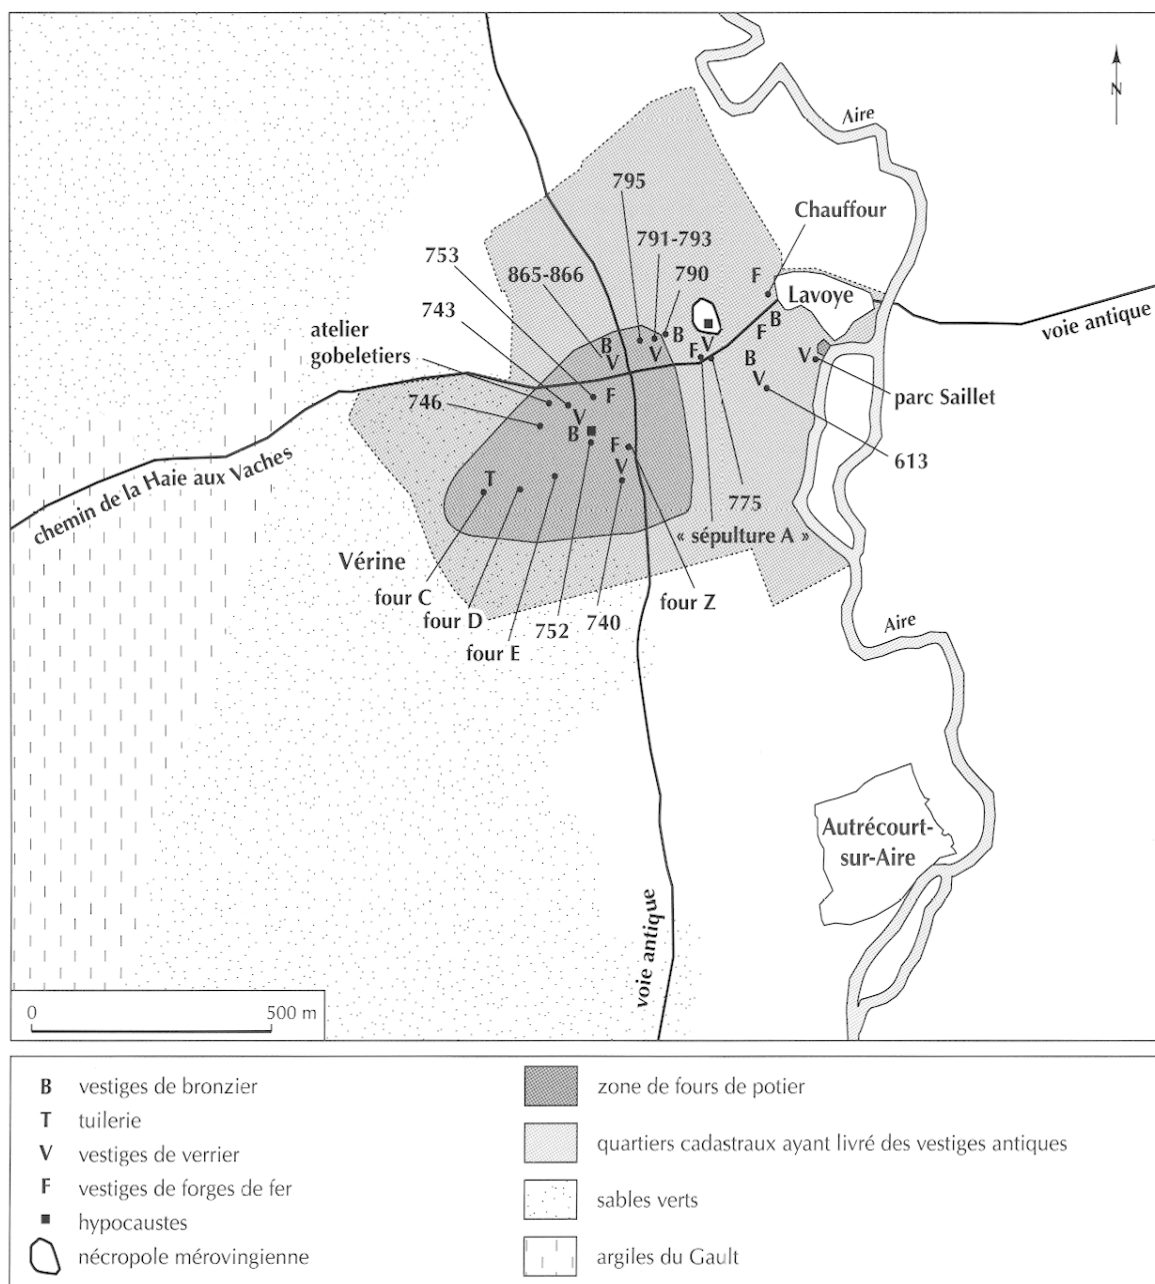 N
Aire
795
Chauffour
791-793
753
865-866
790
F
Lavoye
743
B
voie antique
atelier
gobeletiers
B
B
F
V
V
V
F
B
V
parc Saillet
746
F
V
V
B
F
613
chemin de la Haie aux Vaches
V
T
775
« sépulture A »
Vérine
four C
four Z
four D
752
740
four E
Aire
Autrécourt-
sur-Aire
voie antique
0
500 m
B vestiges de bronzier
T tuilerie
V vestiges de verrier
F vestiges de forges de fer
hypocaustes
nécropole mérovingienne
zone de fours de potier
quartiers cadastraux ayant livré des vestiges antiques
sables verts
argiles du Gault